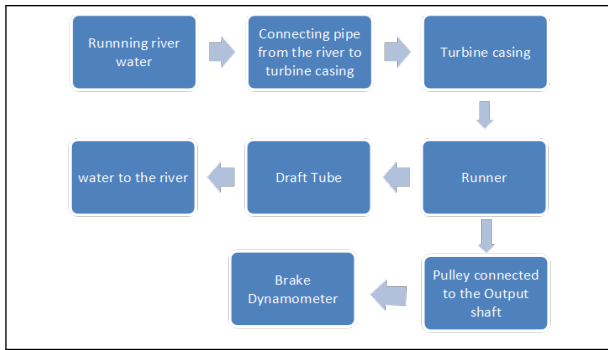 Runnning river
water
Connecting pipe
from the river to
turbine casing
Turbine casing
water to the river
Draft Tube
Runner
Brake
Dynamometer
Pulley connected
to the Output
shaft